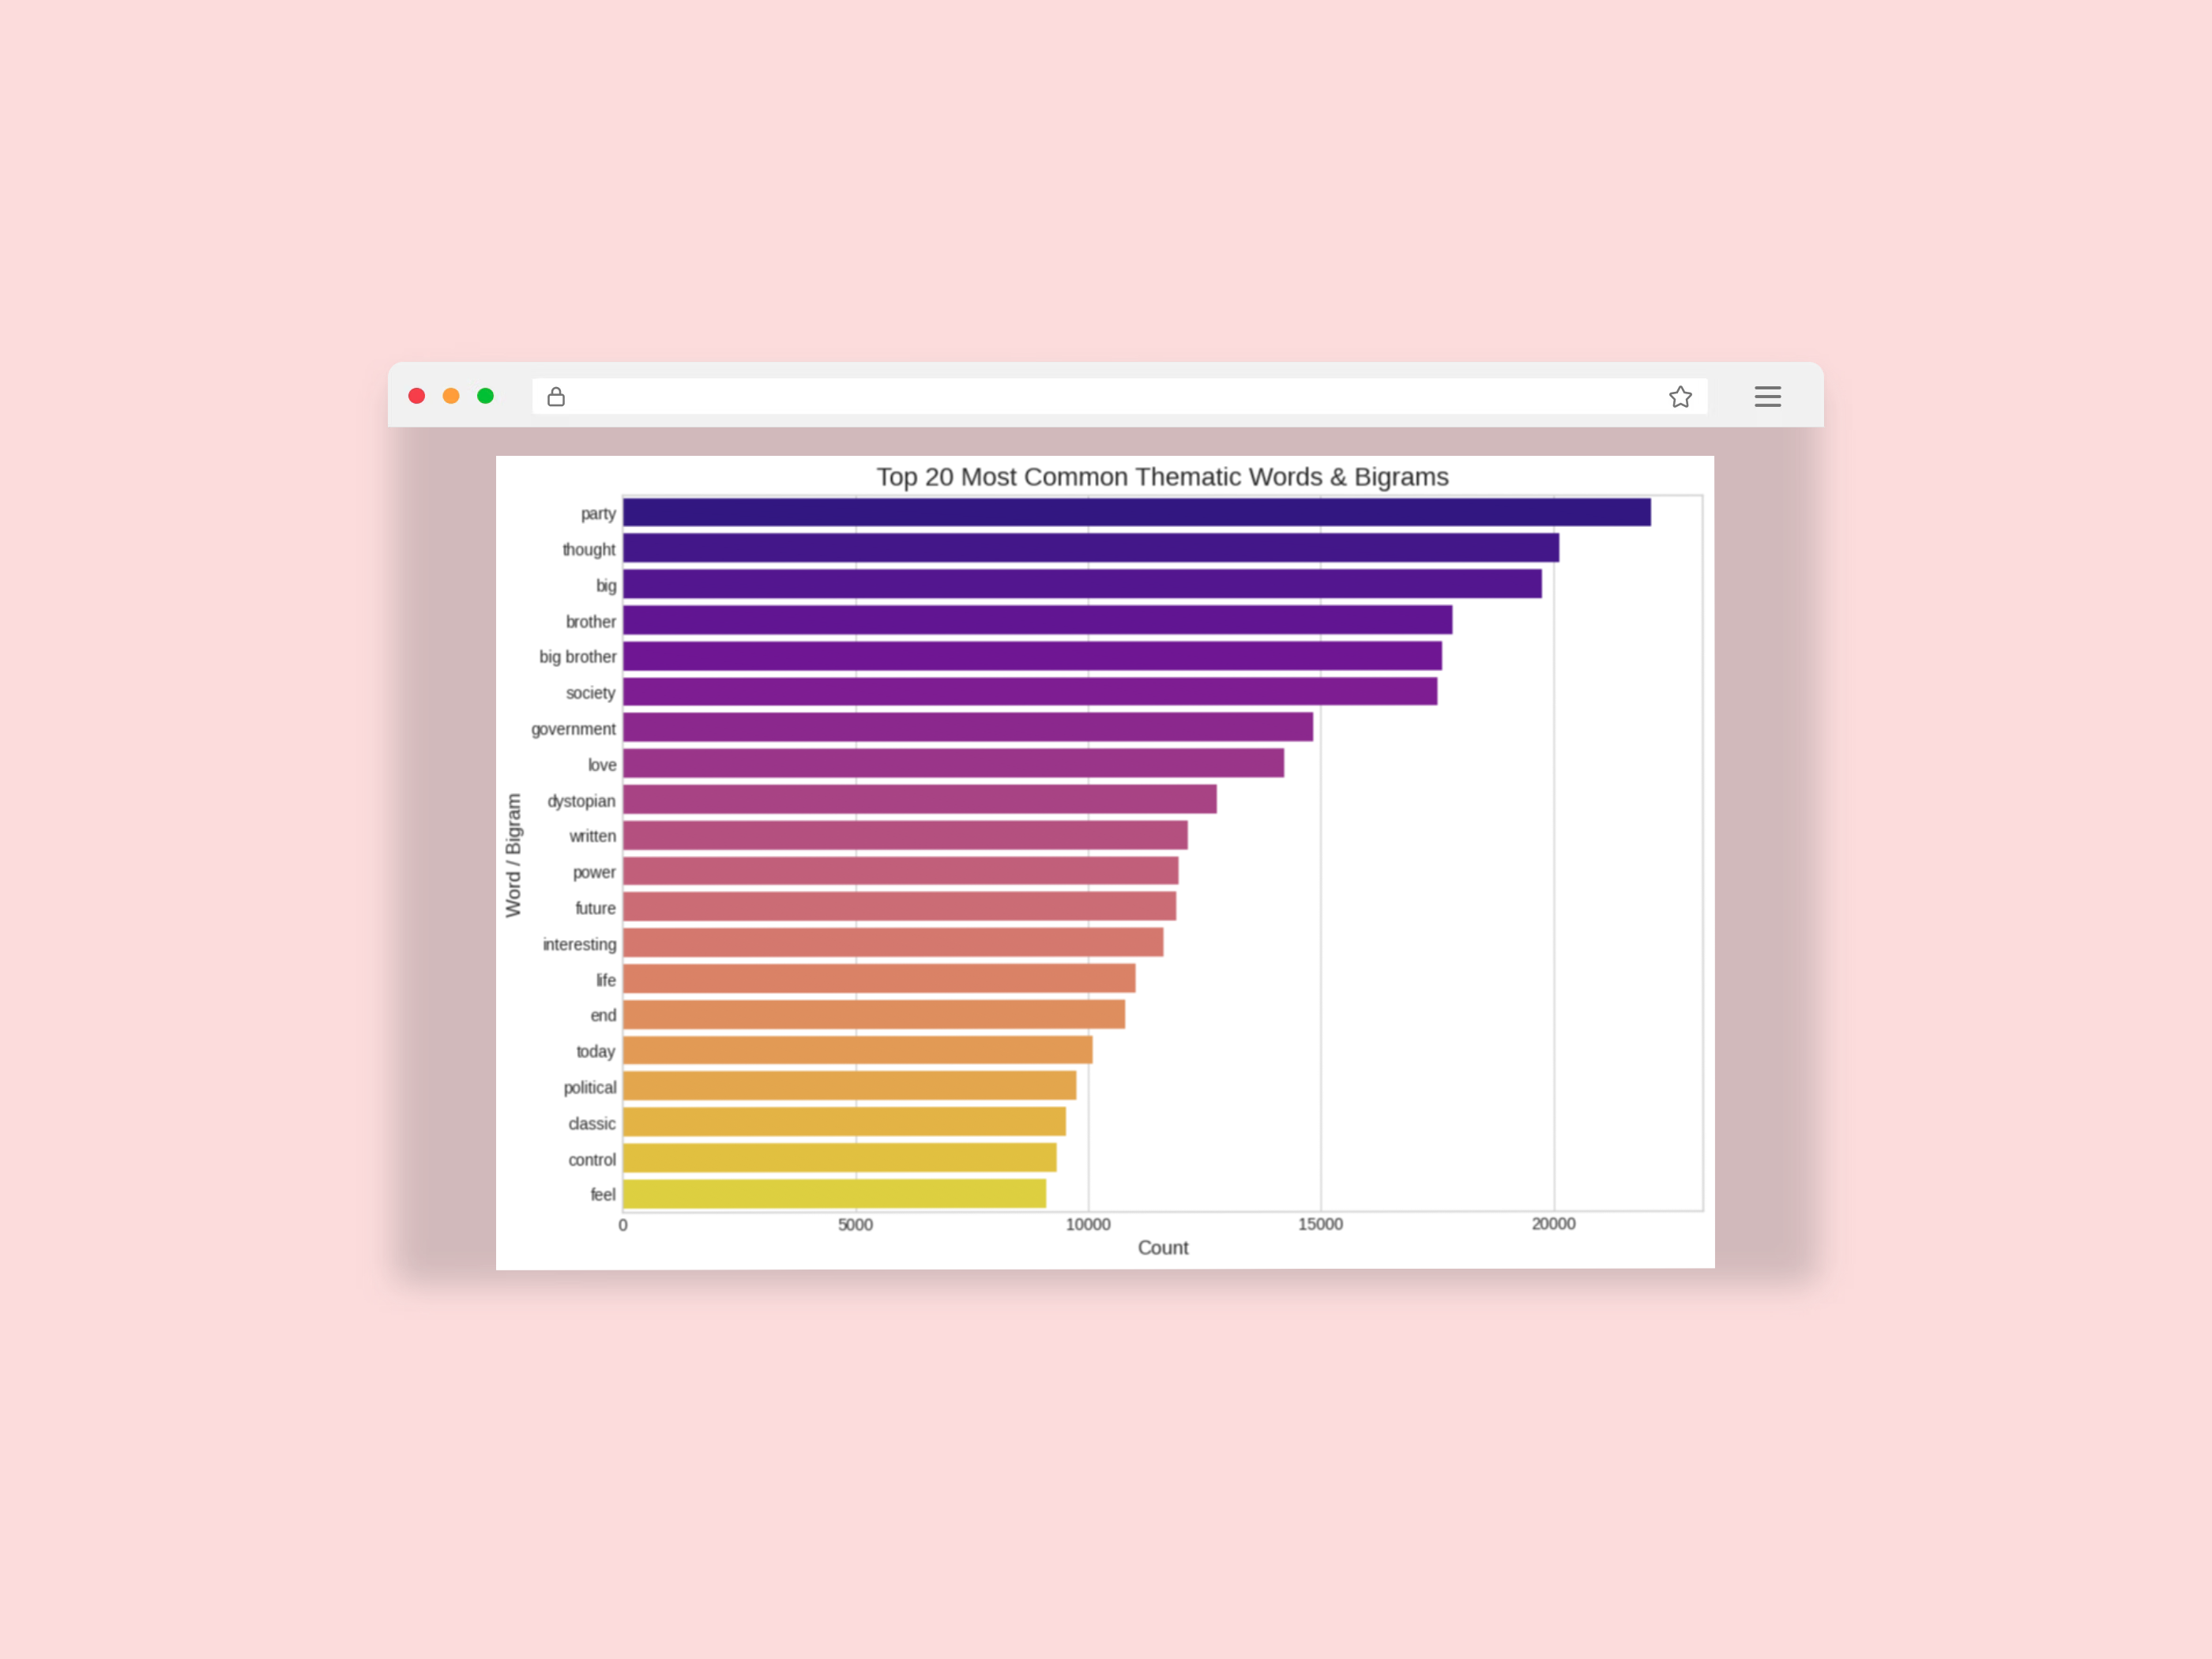 Top 20 Most Common Thematic Words & Bigrams
party
thought
big
brother
big brother
society
government
love
dystopian
written
power
future
interesting
life
end
today
political
classic
control
feel
Word / Bigram
0 5000 10000 15000 20000
Count